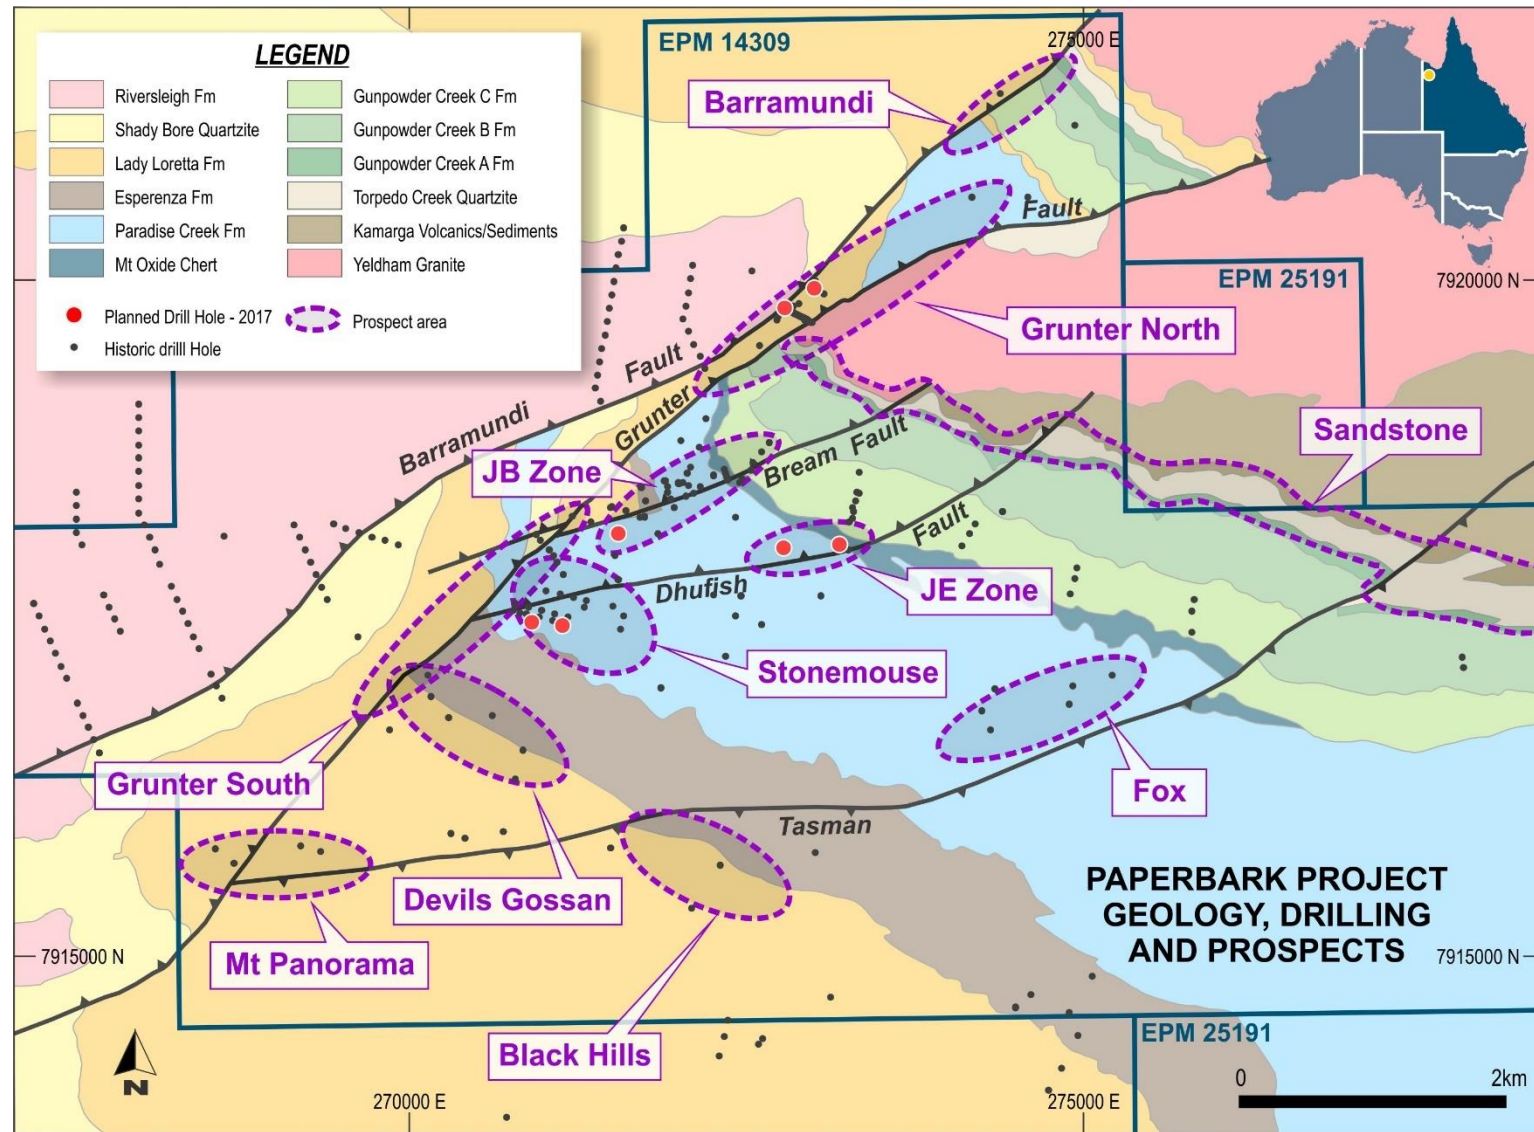 EPM 14309
275000 E
LEGEND
Riversleigh Fm
Shady Bore Quartzite
Lady Loretta Fm
Esperenza Fm
Paradise Creek Fm
Mt Oxide Chert
Gunpowder Creek C Fm
Gunpowder Creek B Fm
Gunpowder Creek A Fm
Torpedo Creek Quartzite
Kamarga Volcanics/Sediments
Yeldham Granite
Planned Drill Hole - 2017
Prospect area
Historic drilll Hole
Barramundi
Fault
EPM 25191
7920000 N
Grunter North
Fault
Barramundi
Grunter
Sandstone
JB Zone
Bream Fault
Fault
Dhufish
JE Zone
Stonemouse
Grunter South
Fox
Tasman
Devils Gossan
Mt Panorama
PAPERBARK PROJECT
GEOLOGY, DRILLING
AND PROSPECTS
7915000 N
7915000 N
Black Hills
EPM 25191
N
270000 E
275000 E
0
2km